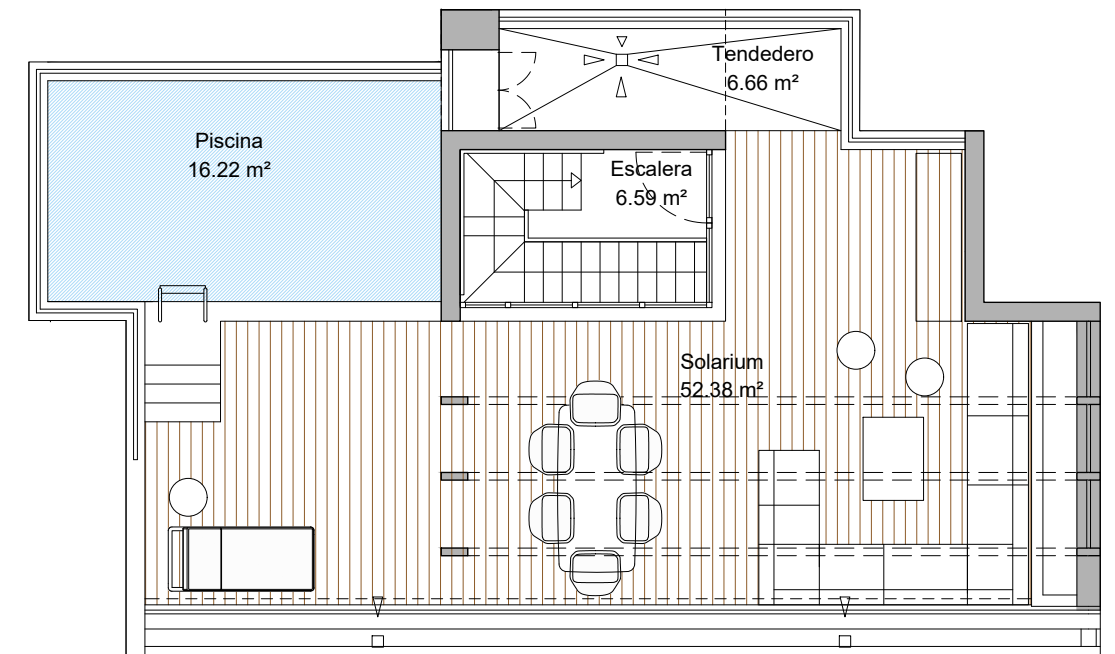 Tendedero
6.66 m²
Piscina
16.22 m²
Escalera
6.59 m²
Solarium
52.38 m²